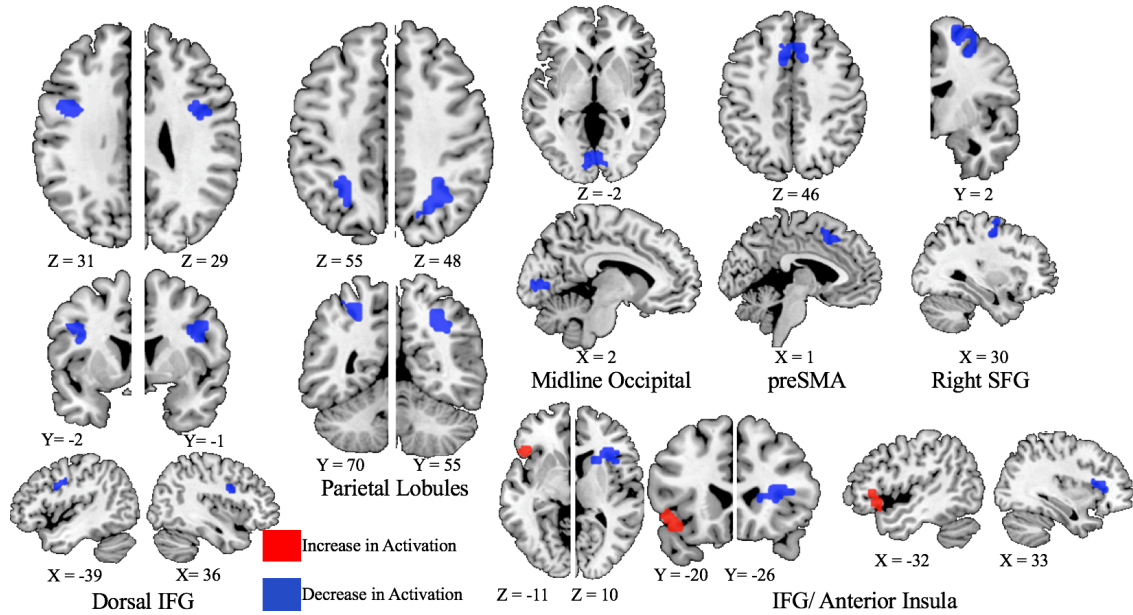 Z = 31
Z = 29
Y= -2
Y= -1
X = -39
X= 36
Dorsal IFG
Z = 55
Z = 48
Y = 70
Y = 55
Parietal Lobules
Increase in Activation
Decrease in Activation
Z = -2
X = 2
Midline Occipital
Z = 46
X = 1
preSMA
Y = 2
X = 30
Right SFG
Z = -11
Z = 10
Y = -20
Y= -26
X = -32
X = 33
IFG/ Anterior Insula